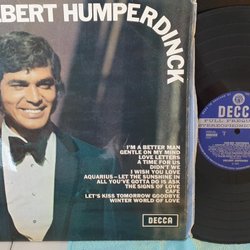 BERT HUMPERDINCK
I'M A BETTER MAN
GENTLE ON MY MIND
LOVE LETTERS
A TIME FOR US
DIDN'T WE
I WISH YOU LOVE
AQUARIUS-LET THE SUNSHINE IN
ALL YOU'VE GOTTA DO IS ASK
THE SIGNS OF LOVE
CAFE
LET'S KISS TOMORROW GOODBYE
WINTER WORLD OF LOVE
DECCA
DECCA